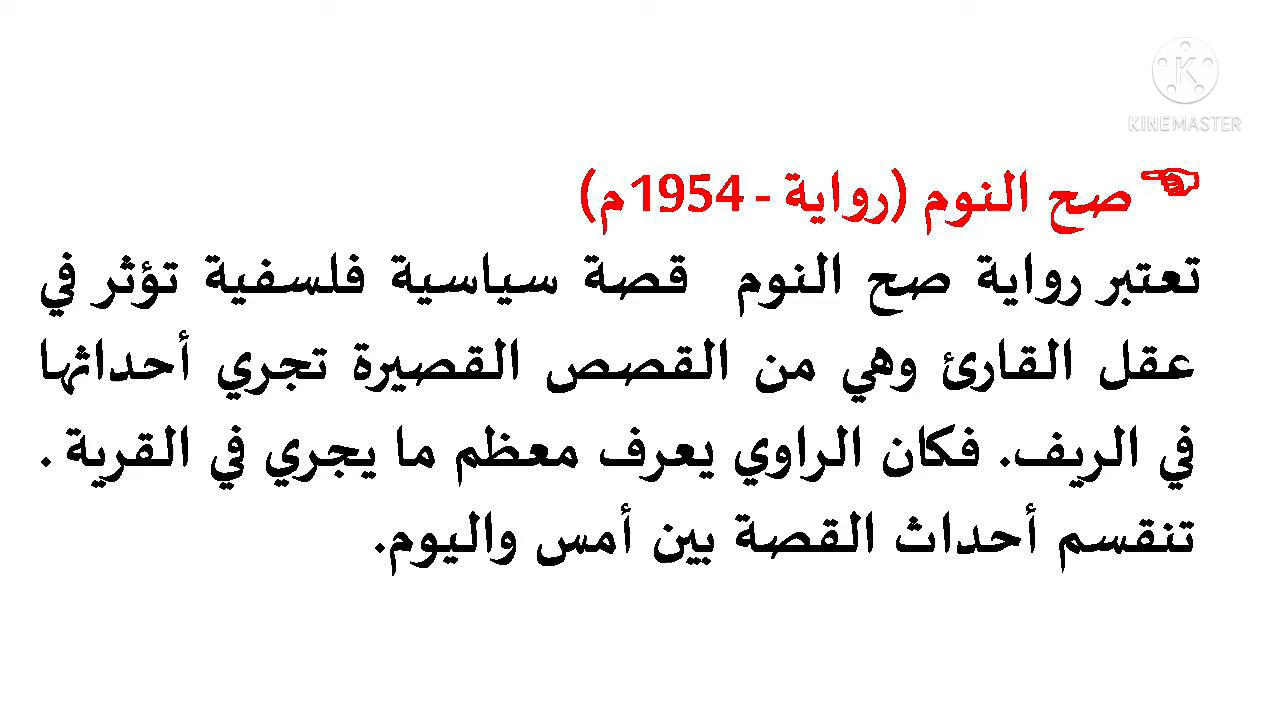 KINEMASTER
☜ صح النوم (رواية - 1954م)
تعتبر رواية صح النوم قصة سياسية فلسفية تؤثر في
عقل القارئ وهي من القصص القصيرة تجري أحداثها
في الريف. فكان الراوي يعرف معظم ما يجري في القرية .
تنقسم أحداث القصة بين أمس واليوم.